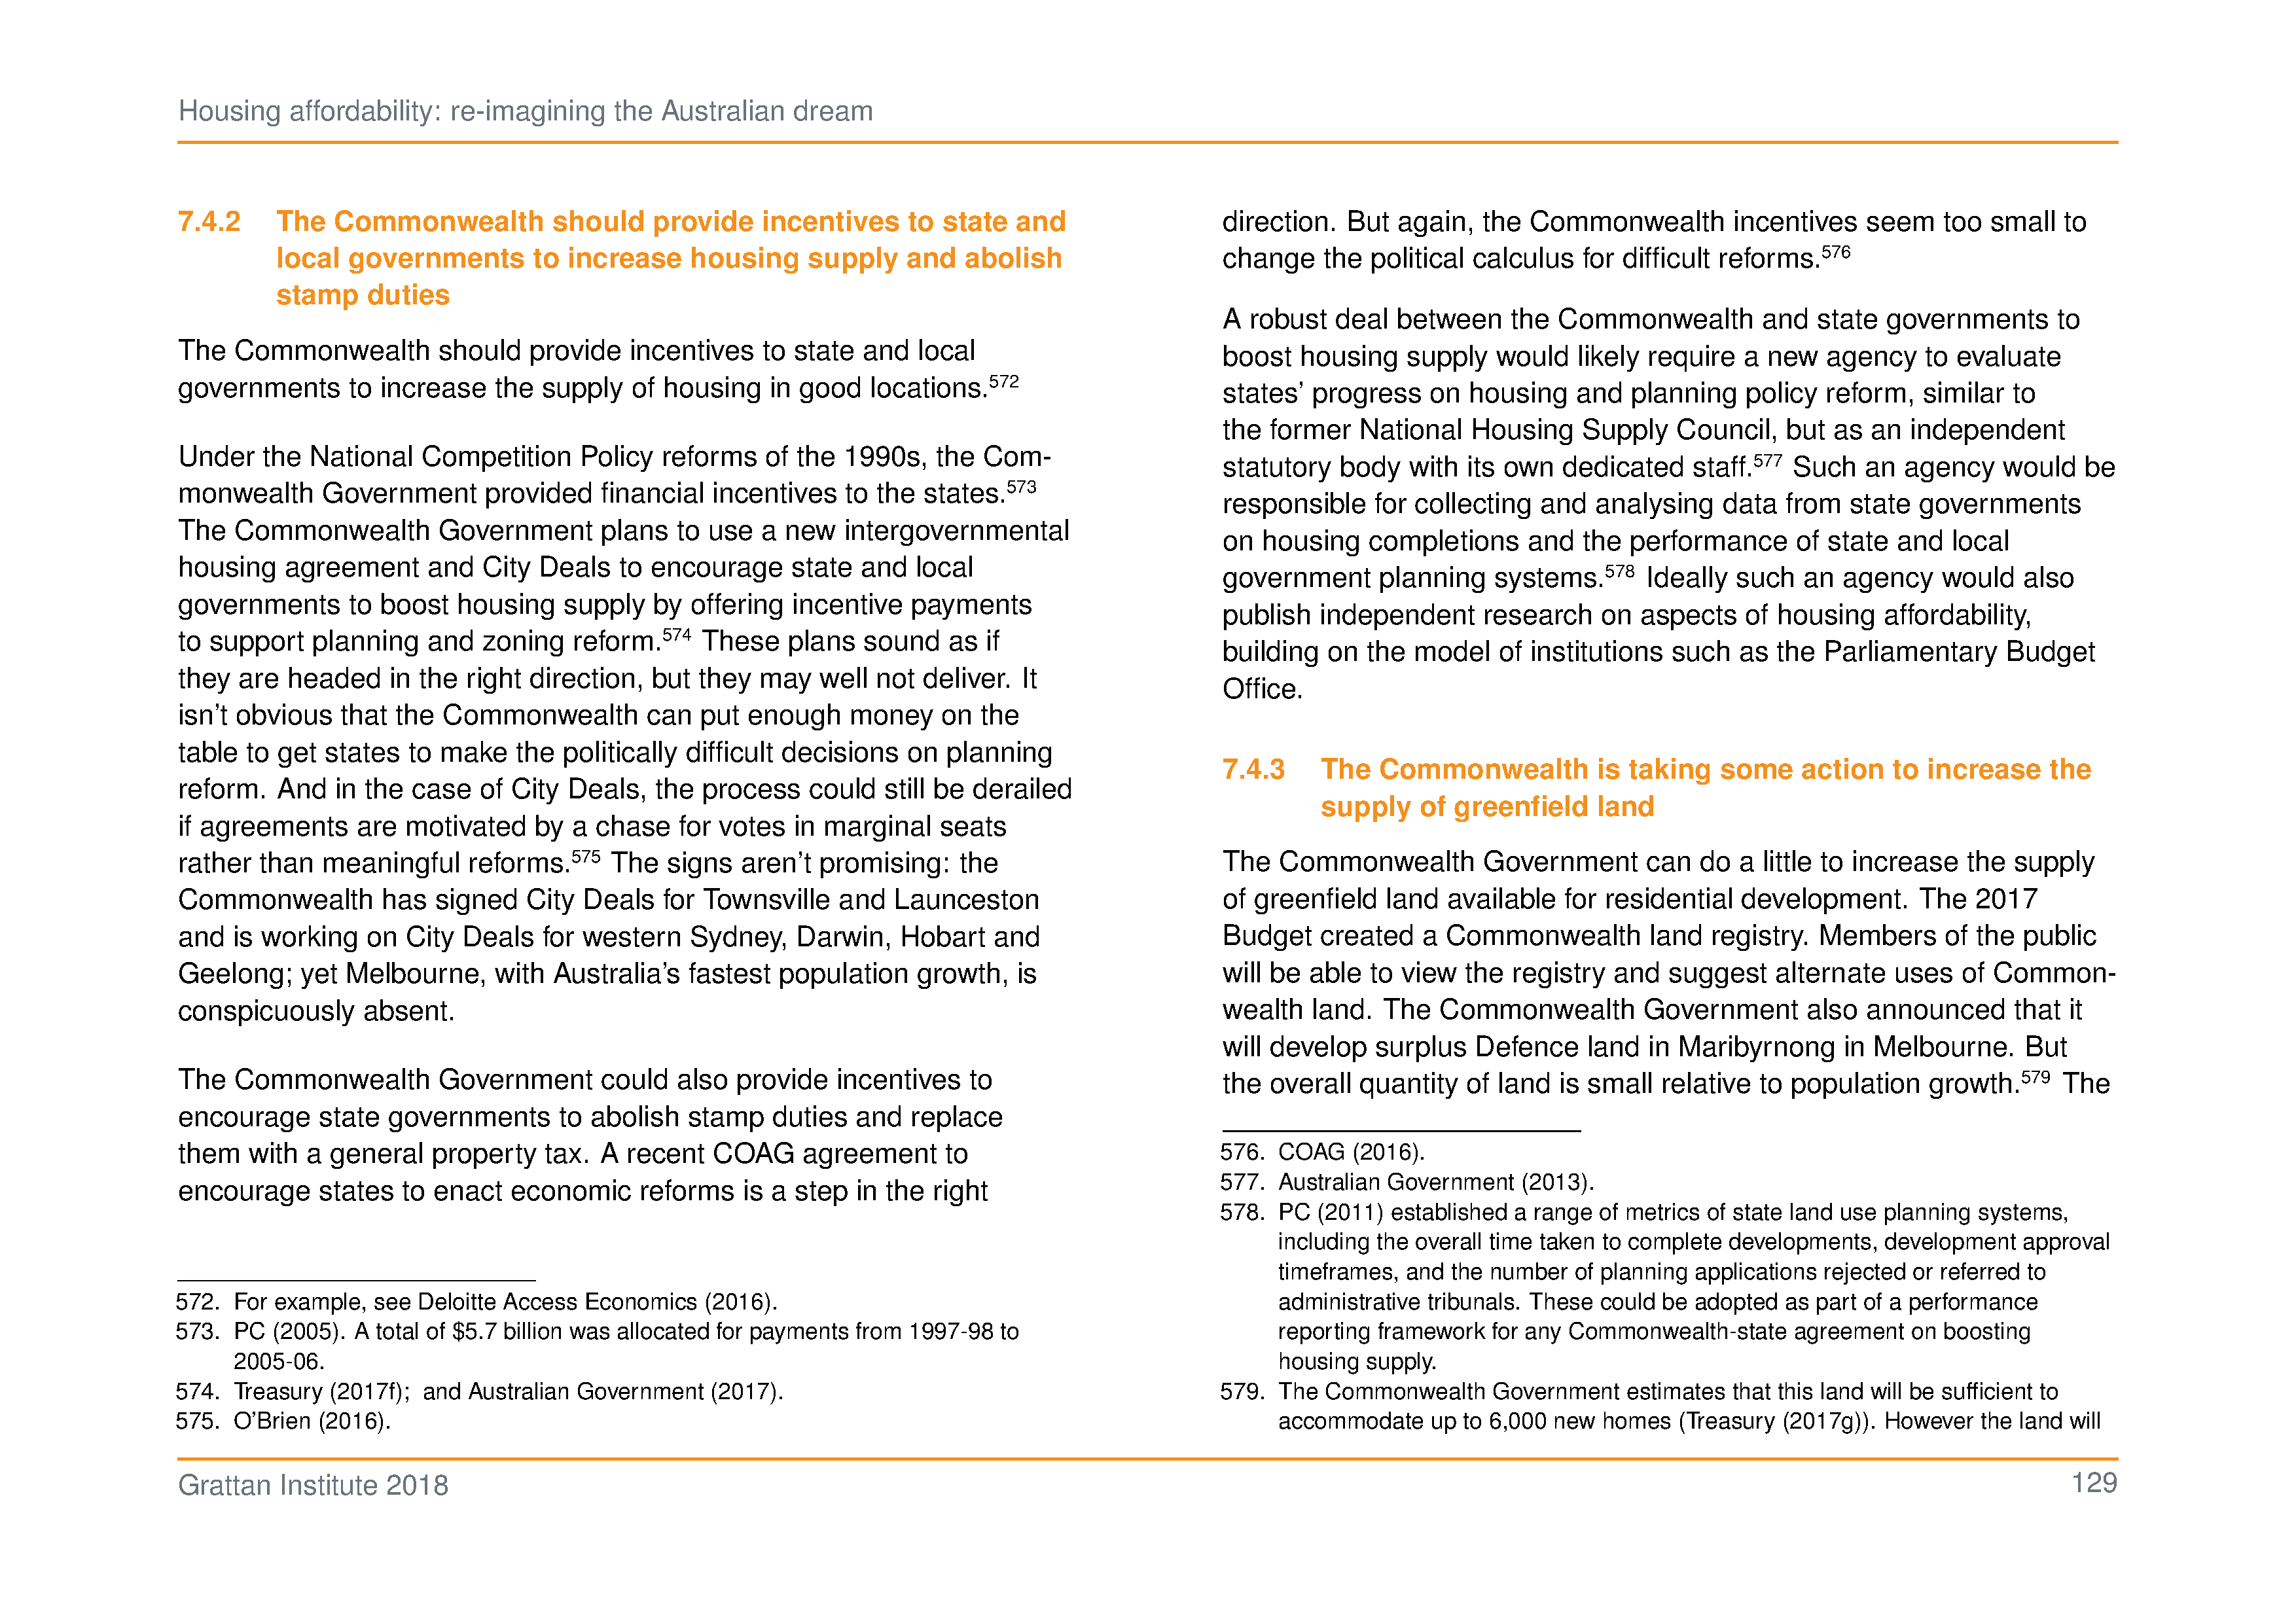 Housing affordability: re-imagining the Australian dream
7.4.2 The Commonwealth should provide incentives to state and
local governments to increase housing supply and abolish
stamp duties
The Commonwealth should provide incentives to state and local
governments to increase the supply of housing in good locations.572
Under the National Competition Policy reforms of the 1990s, the Com-
monwealth Government provided financial incentives to the states.573
The Commonwealth Government plans to use a new intergovernmental
housing agreement and City Deals to encourage state and local
governments to boost housing supply by offering incentive payments
to support planning and zoning reform.574 These plans sound as if
they are headed in the right direction, but they may well not deliver. It
isn't obvious that the Commonwealth can put enough money on the
table to get states to make the politically difficult decisions on planning
reform. And in the case of City Deals, the process could still be derailed
if agreements are motivated by a chase for votes in marginal seats
rather than meaningful reforms.575 The signs aren't promising: the
Commonwealth has signed City Deals for Townsville and Launceston
and is working on City Deals for western Sydney, Darwin, Hobart and
Geelong; yet Melbourne, with Australia's fastest population growth, is
conspicuously absent.
The Commonwealth Government could also provide incentives to
encourage state governments to abolish stamp duties and replace
them with a general property tax. A recent COAG agreement to
encourage states to enact economic reforms is a step in the right
572. For example, see Deloitte Access Economics (2016).
573. PC (2005). A total of $5.7 billion was allocated for payments from 1997-98 to
2005-06.
574. Treasury (2017f); and Australian Government (2017).
575. O'Brien (2016).
direction. But again, the Commonwealth incentives seem too small to
change the political calculus for difficult reforms.576
A robust deal between the Commonwealth and state governments to
boost housing supply would likely require a new agency to evaluate
states' progress on housing and planning policy reform, similar to
the former National Housing Supply Council, but as an independent
statutory body with its own dedicated staff.577 Such an agency would be
responsible for collecting and analysing data from state governments
on housing completions and the performance of state and local
government planning systems.578 Ideally such an agency would also
publish independent research on aspects of housing affordability,
building on the model of institutions such as the Parliamentary Budget
Office.
7.4.3 The Commonwealth is taking some action to increase the
supply of greenfield land
The Commonwealth Government can do a little to increase the supply
of greenfield land available for residential development. The 2017
Budget created a Commonwealth land registry. Members of the public
will be able to view the registry and suggest alternate uses of Common-
wealth land. The Commonwealth Government also announced that it
will develop surplus Defence land in Maribyrnong in Melbourne. But
the overall quantity of land is small relative to population growth.579 The
576. COAG (2016).
577. Australian Government (2013).
578. PC (2011) established a range of metrics of state land use planning systems,
including the overall time taken to complete developments, development approval
timeframes, and the number of planning applications rejected or referred to
administrative tribunals. These could be adopted as part of a performance
reporting framework for any Commonwealth-state agreement on boosting
housing supply.
579. The Commonwealth Government estimates that this land will be sufficient to
accommodate up to 6,000 new homes (Treasury (2017g)). However the land will
Grattan Institute 2018
129